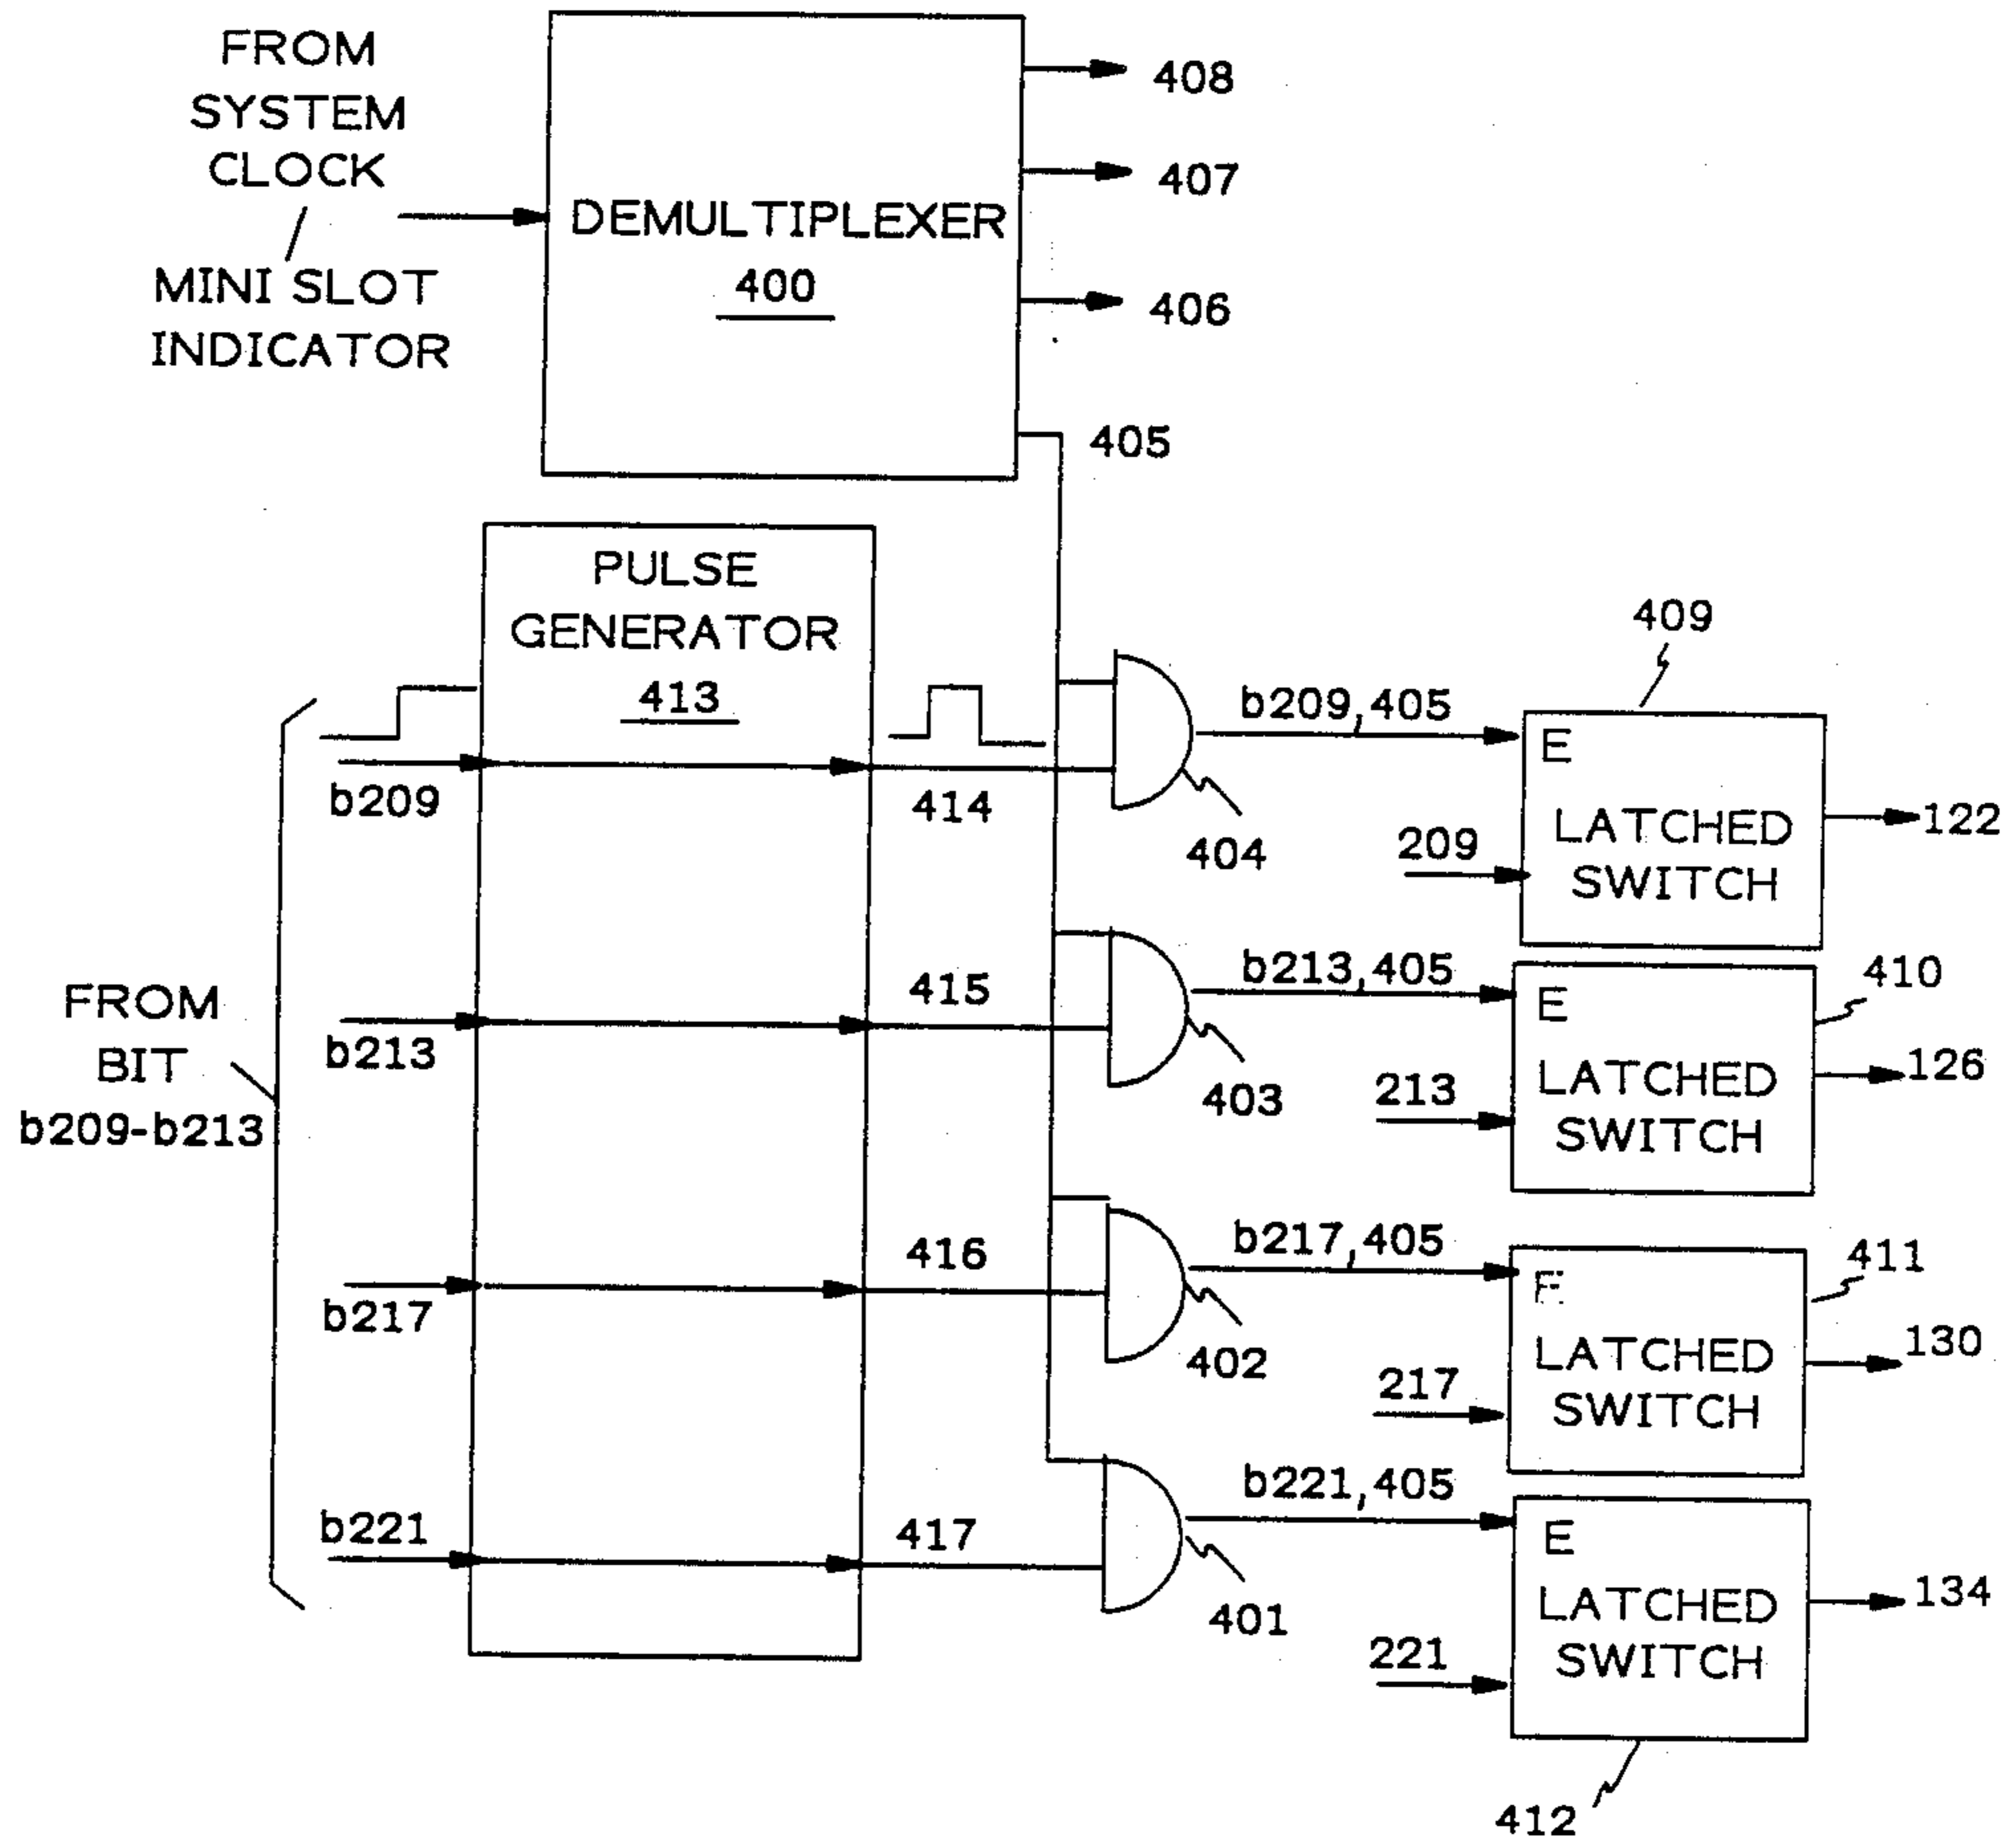 FROM
SYSTEM
CLOCK
MINI SLOT
INDICATOR
DEMULTIPLEXER
400
408
407
406
405
PULSE
GENERATOR
413
FROM
BIT
b209-b213
b209
b213
b217
b221
414
415
416
417
404
403
402
401
b209,405
409
E
LATCHED
SWITCH
209
122
b213,405
410
E
LATCHED
SWITCH
213
126
b217,405
411
E
LATCHED
SWITCH
217
130
b221,405
E
LATCHED
SWITCH
221
134
412